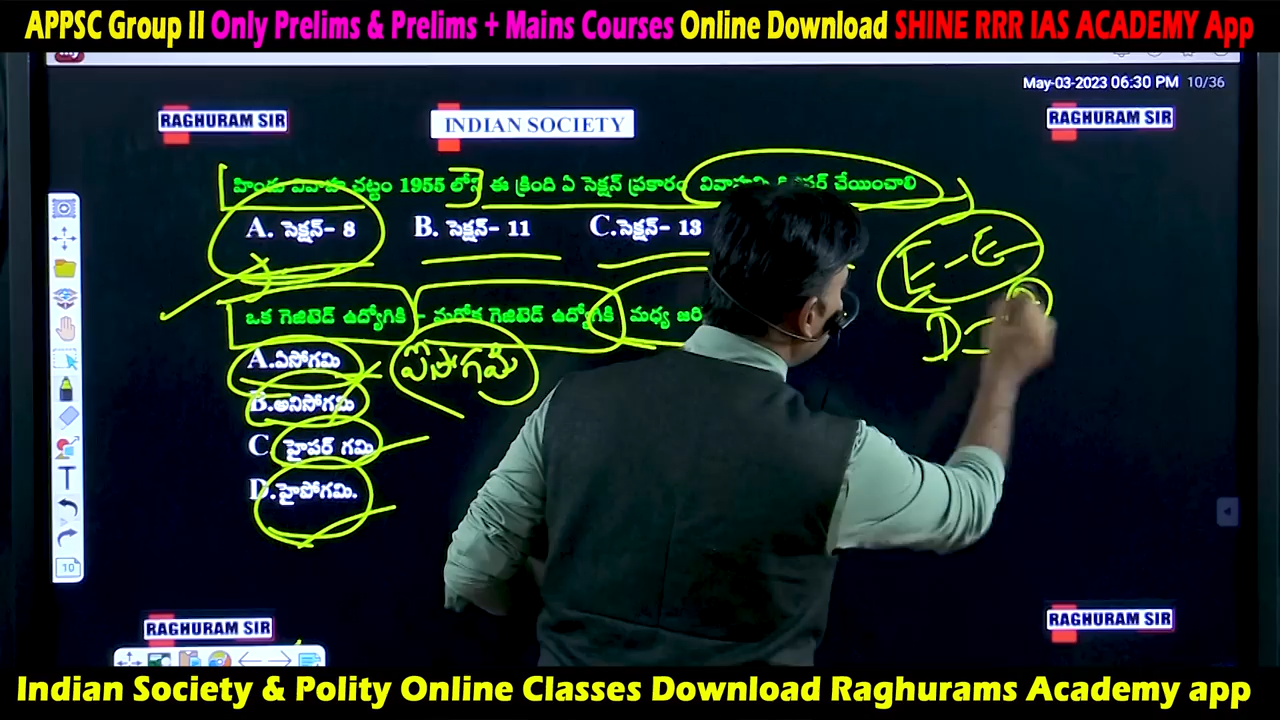 APPSC Group II Only Prelims & Prelims + Mains Courses Online Download SHINE RRR IAS ACADEMY App
May-03-2023 06:30 PM 10/36
RAGHURAM SIR
INDIAN SOCIETY
RAGHURAM SIR
హిందు వివాహ చట్టం 1955 లోని ఈ క్రింది ఏ సెక్షన్ ప్రకారం చేయించాలి
A. సెక్షన్- 8 B. సెక్షన్- 11 C.సెక్షన్- 13
E-E
ఒక గెజిటెడ్ ఉద్యోగికి - మరోక గెజిటెడ్ ఉద్యోగికి మధ్య
D-
A.ఏసోగమి
ఏసోగమి
B.అనిసోగమి
C. హైపర్ గమి
D.హైపోగమి.
T
10
RAGHURAM SIR
RAGHURAM SIR
Indian Society & Polity Online Classes Download Raghurams Academy app